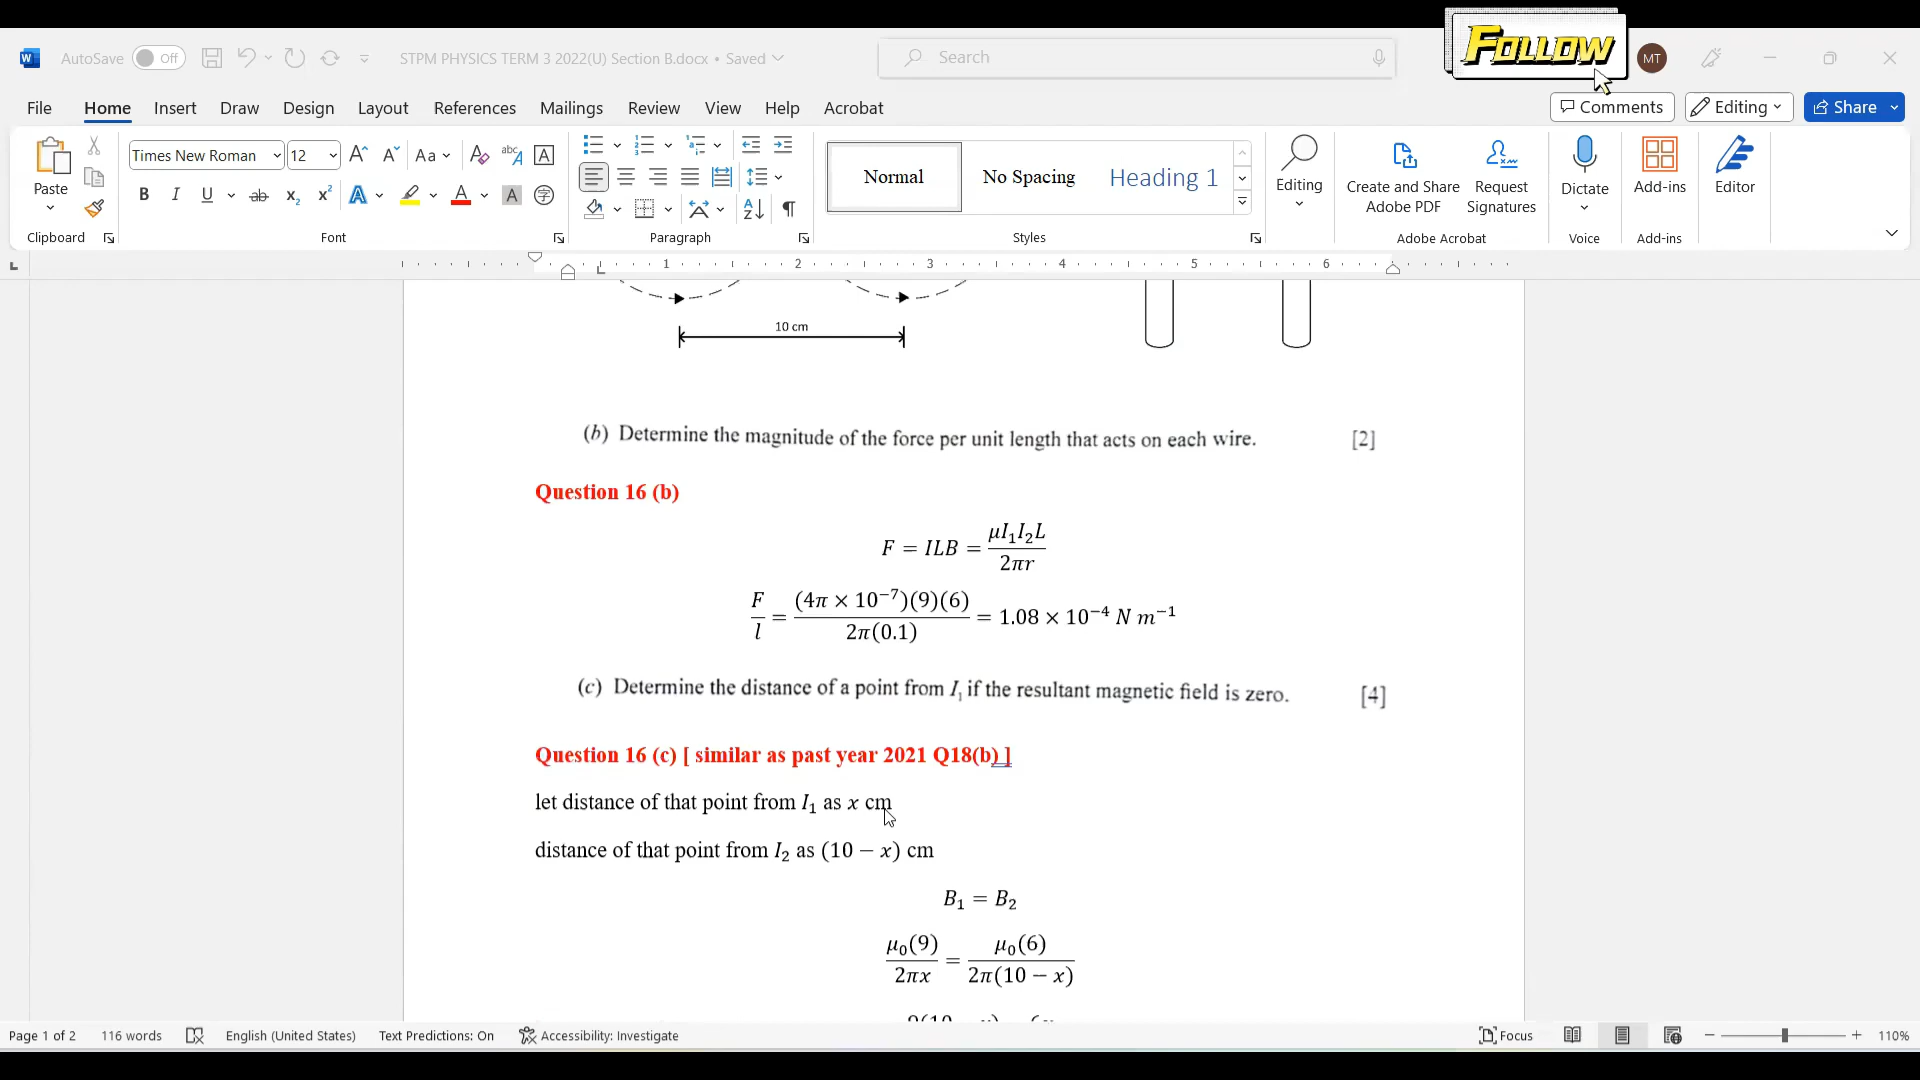 FOLLOW
AutoSave Off
STPM PHYSICS TERM 3 2022(U) Section B.docx • Saved
Search
MT
File Home Insert Draw Design Layout References Mailings Review View Help Acrobat
Comments Editing Share
Paste
Clipboard
Times New Roman 12
Font
Paragraph
Normal
No Spacing
Heading 1
Styles
Editing
Create and Share Adobe PDF
Request Signatures
Adobe Acrobat
Dictate
Voice
Add-ins
Add-ins
Editor
1 2 3 4 5 6
10 cm
(b) Determine the magnitude of the force per unit length that acts on each wire. [2]
Question 16 (b)
F = ILB = μI₁I₂L / 2πr
F/l = (4π × 10⁻⁷)(9)(6) / 2π(0.1) = 1.08 × 10⁻⁴ N m⁻¹
(c) Determine the distance of a point from I₁ if the resultant magnetic field is zero. [4]
Question 16 (c) [ similar as past year 2021 Q18(b) ]
let distance of that point from I₁ as x cm
distance of that point from I₂ as (10 − x) cm
B₁ = B₂
μ₀(9) / 2πx = μ₀(6) / 2π(10 − x)
Page 1 of 2 116 words English (United States) Text Predictions: On Accessibility: Investigate Focus 110%